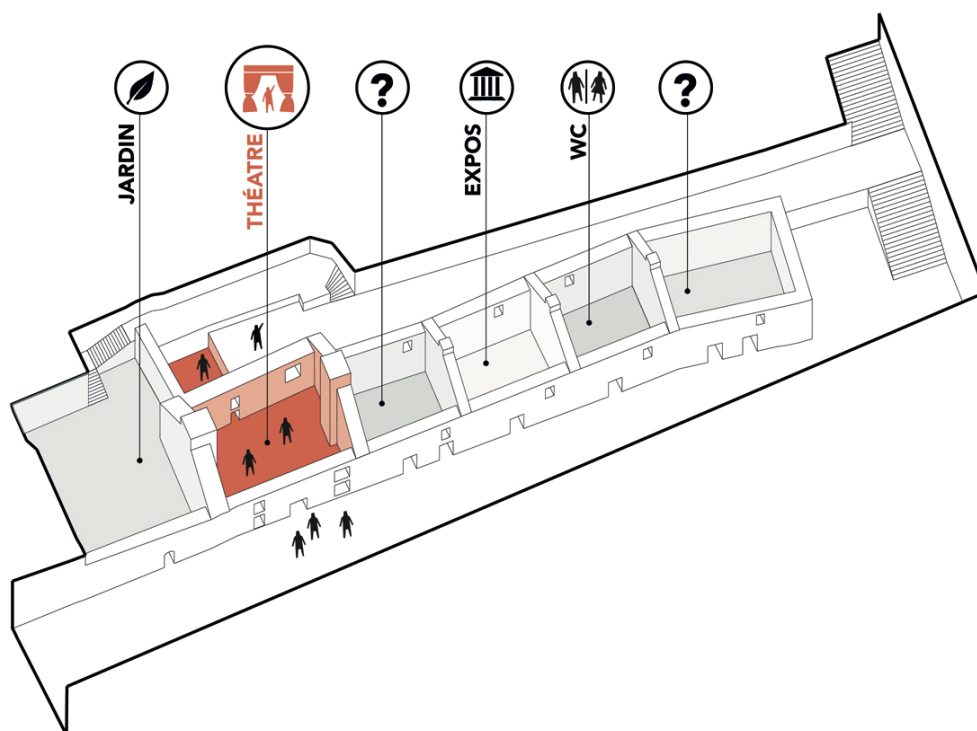 JARDIN
THÉATRE
?
EXPOS
WC
?